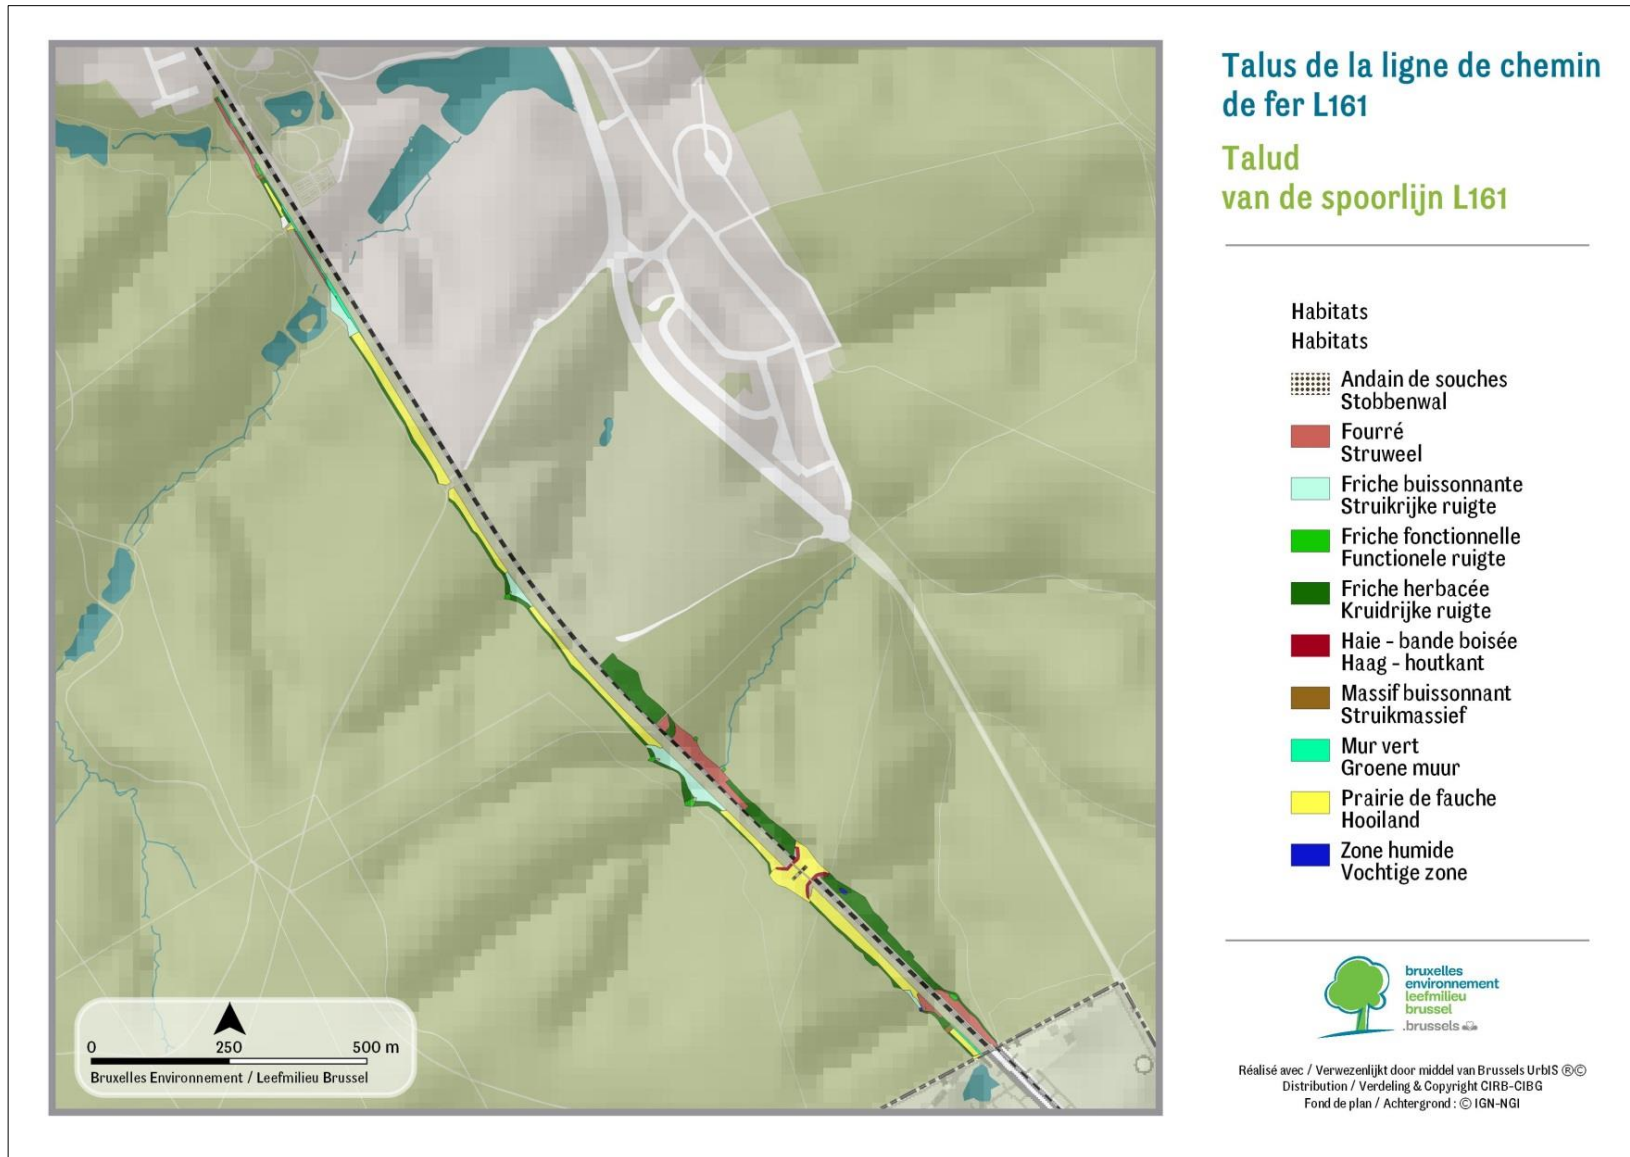 Talus de la ligne de chemin
de fer L161
Talud
van de spoorlijn L161
Habitats
Habitats
Andain de souches
Stobbenwal
Fourré
Struweel
Friche buissonnante
Struikrijke ruigte
Friche fonctionnelle
Functionele ruigte
Friche herbacée
Kruidrijke ruigte
Haie - bande boisée
Haag - houtkant
Massif buissonnant
Struikmassief
Mur vert
Groene muur
Prairie de fauche
Hooiland
Zone humide
Vochtige zone
0 250 500 m
Bruxelles Environnement / Leefmilieu Brussel
bruxelles
environnement
leefmilieu
brussel
.brussels
Réalisé avec / Verwezenlijkt door middel van Brussels UrbIS ®©
Distribution / Verdeling & Copyright CIRB-CIBG
Fond de plan / Achtergrond : © IGN-NGI